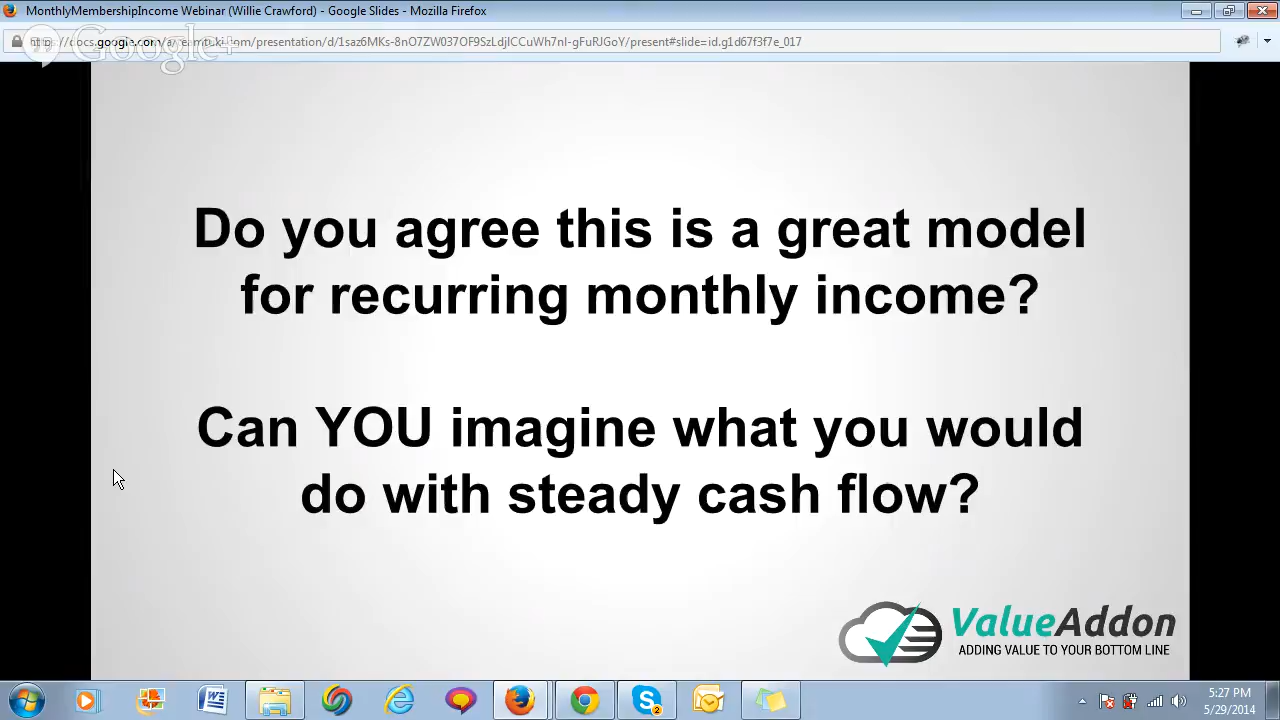 MonthlyMembershipIncome Webinar (Willie Crawford) - Google Slides - Mozilla Firefox
Google+
Do you agree this is a great model
for recurring monthly income?
Can YOU imagine what you would
do with steady cash flow?
ValueAddon
ADDING VALUE TO YOUR BOTTOM LINE
2
5:27 PM
5/29/2014